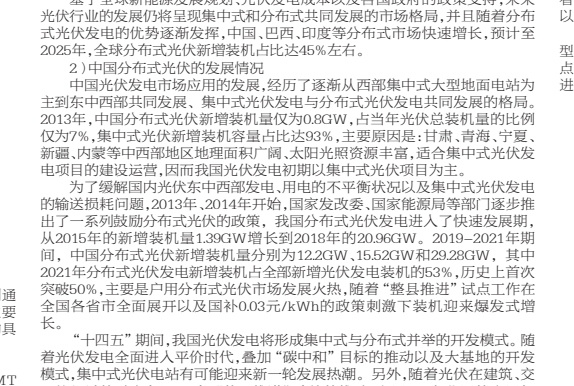 基于全球新能源发展规划、光伏发电成本以及各国政府的政策支持，未来
光伏行业的发展仍将呈现集中式和分布式共同发展的市场格局，并且随着分布
式光伏发电的优势逐渐发挥，中国、巴西、印度等分布式市场快速增长，预计至
2025年，全球分布式光伏新增装机占比达45%左右。
2）中国分布式光伏的发展情况
中国光伏发电市场应用的发展，经历了逐渐从西部集中式大型地面电站为
主到东中西部共同发展、集中式光伏发电与分布式光伏发电共同发展的格局。
2013年，中国分布式光伏新增装机量仅为0.8GW，占当年光伏总装机量的比例
仅为7%，集中式光伏新增装机容量占比达93%，主要原因是：甘肃、青海、宁夏、
新疆、内蒙等中西部地区地理面积广阔、太阳光照资源丰富，适合集中式光伏发
电项目的建设运营，因而我国光伏发电初期以集中式光伏项目为主。
为了缓解国内光伏东中西部发电、用电的不平衡状况以及集中式光伏发电
的输送损耗问题，2013年、2014年开始，国家发改委、国家能源局等部门逐步推
出了一系列鼓励分布式光伏的政策，我国分布式光伏发电进入了快速发展期，
从2015年的新增装机量1.39GW增长到2018年的20.96GW。2019-2021年期
间，中国分布式光伏新增装机量分别为12.2GW、15.52GW和29.28GW，其中
2021年分布式光伏发电新增装机占全部新增光伏发电装机的53%，历史上首次
突破50%，主要是户用分布式光伏市场发展火热，随着“整县推进”试点工作在
全国各省市全面展开以及国补0.03元/kWh的政策刺激下装机迎来爆发式增
长。
“十四五”期间，我国光伏发电将形成集中式与分布式并举的开发模式。随
着光伏发电全面进入平价时代，叠加“碳中和”目标的推动以及大基地的开发
模式，集中式光伏电站有可能迎来新一轮发展热潮。另外，随着光伏在建筑、交
通
要
具
MT
以
型
点
进